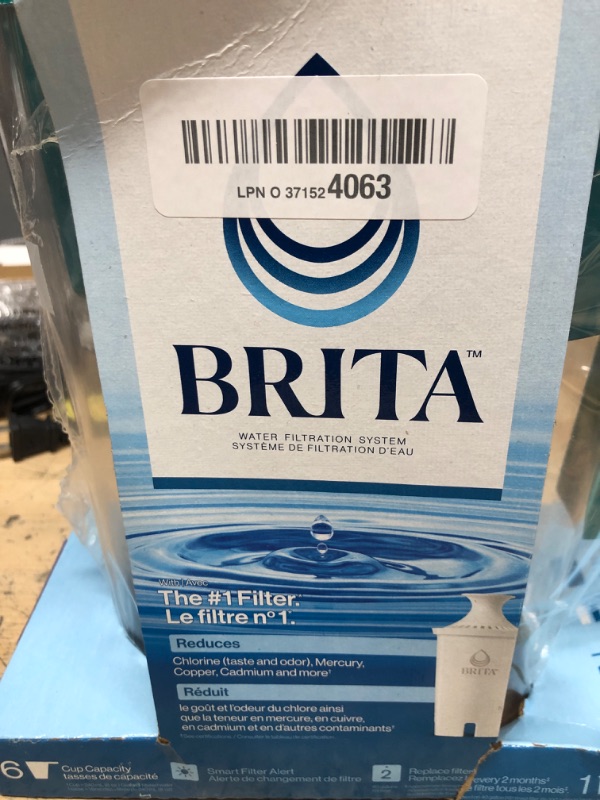 LPN O 37152 4063
BRITA™
WATER FILTRATION SYSTEM
SYSTÈME DE FILTRATION D'EAU
With | Avec
The #1 Filter.*
Le filtre nº 1.*
Reduces
Chlorine (taste and odor), Mercury,
Copper, Cadmium and more†
Réduit
le goût et l'odeur du chlore ainsi
que la teneur en mercure, en cuivre,
en cadmium et en d'autres contaminants†
BRITA
6 Cup Capacity
tasses de capacité
Smart Filter Alert
Alerte de changement de filtre
2 Replace filter every 2 months‡
Remplacez filtre tous les 2 mois‡
1